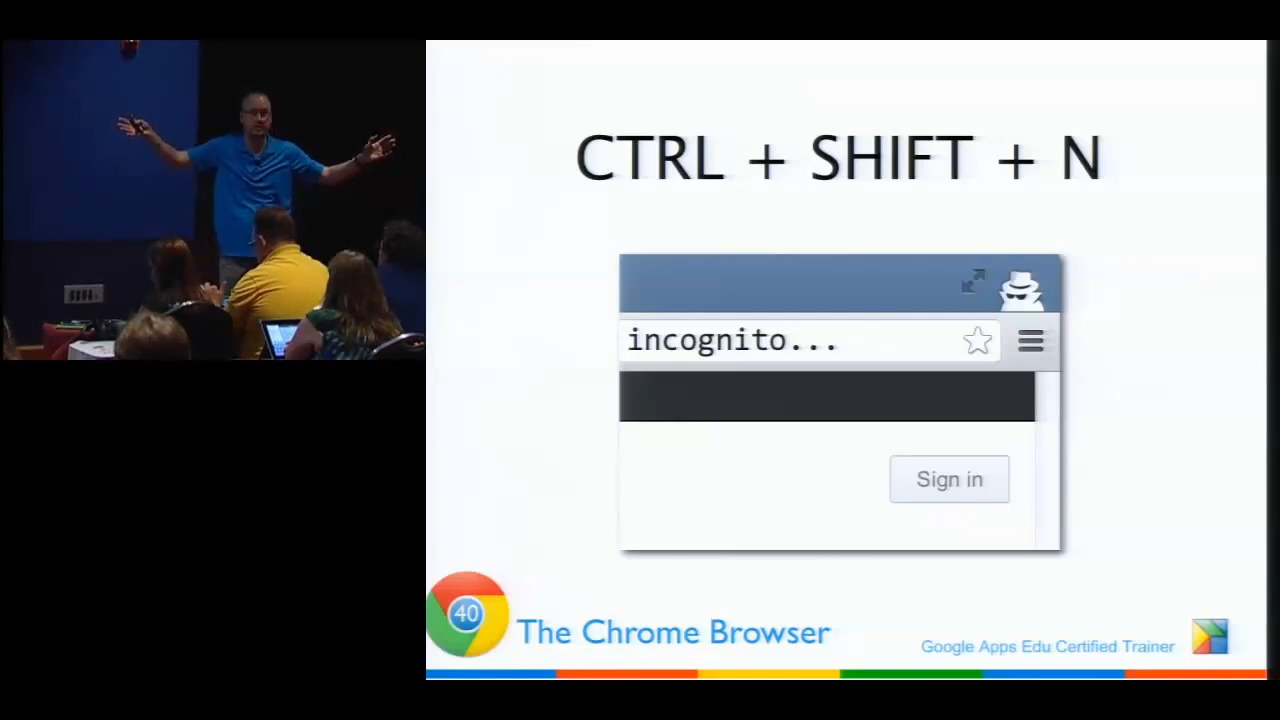 CTRL + SHIFT + N
incognito...
Sign in
40
The Chrome Browser
Google Apps Edu Certified Trainer